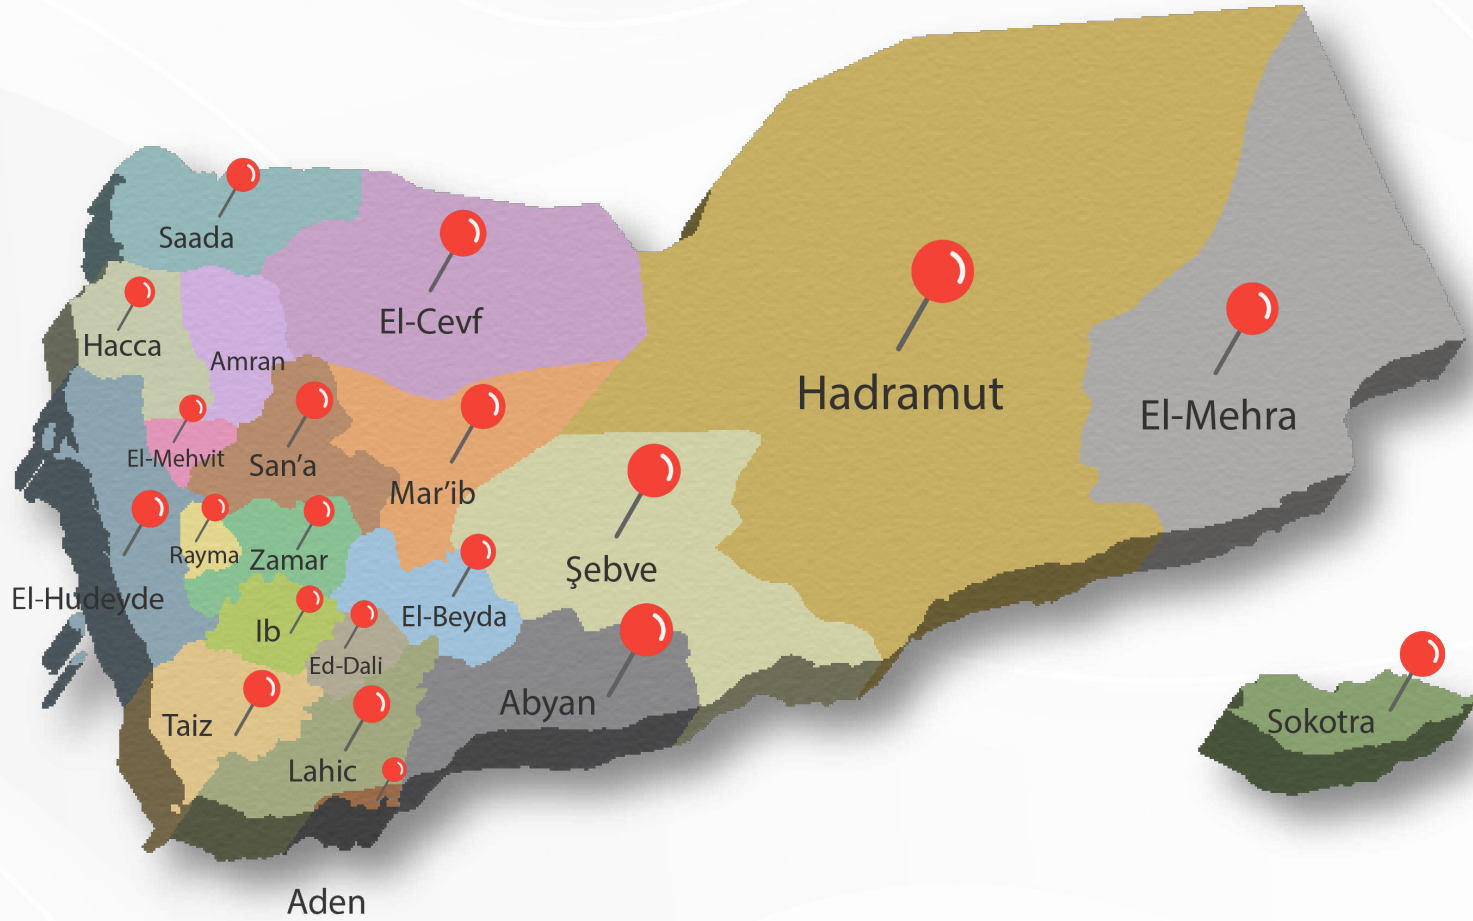 Saada
El-Cevf
Hacca
Amran
Hadramut
El-Mehra
El-Mehvit
San'a
Mar'ib
Rayma
Zamar
Şebve
El-Hudeyde
Ib
El-Beyda
Ed-Dali
Abyan
Taiz
Sokotra
Lahic
Aden